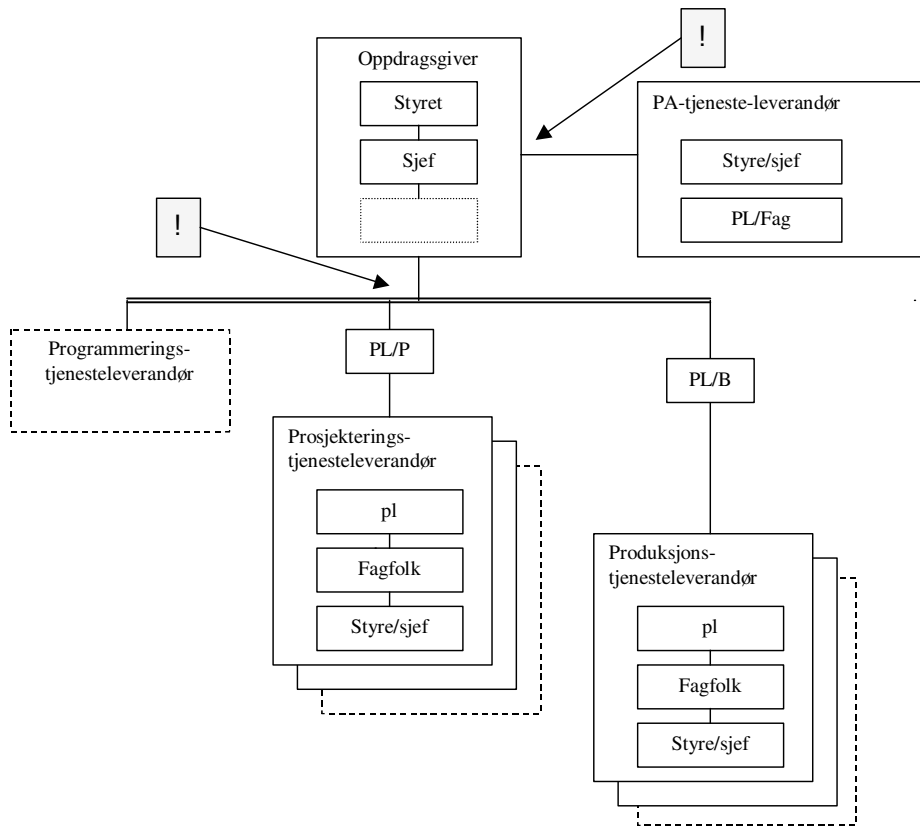 !
Oppdragsgiver
Styret
Sjef
PA-tjeneste-leverandør
Styre/sjef
PL/Fag
!
Programmerings-
tjenesteleverandør
PL/P
PL/B
Prosjekterings-
tjenesteleverandør
pl
Fagfolk
Styre/sjef
Produksjons-
tjenesteleverandør
pl
Fagfolk
Styre/sjef